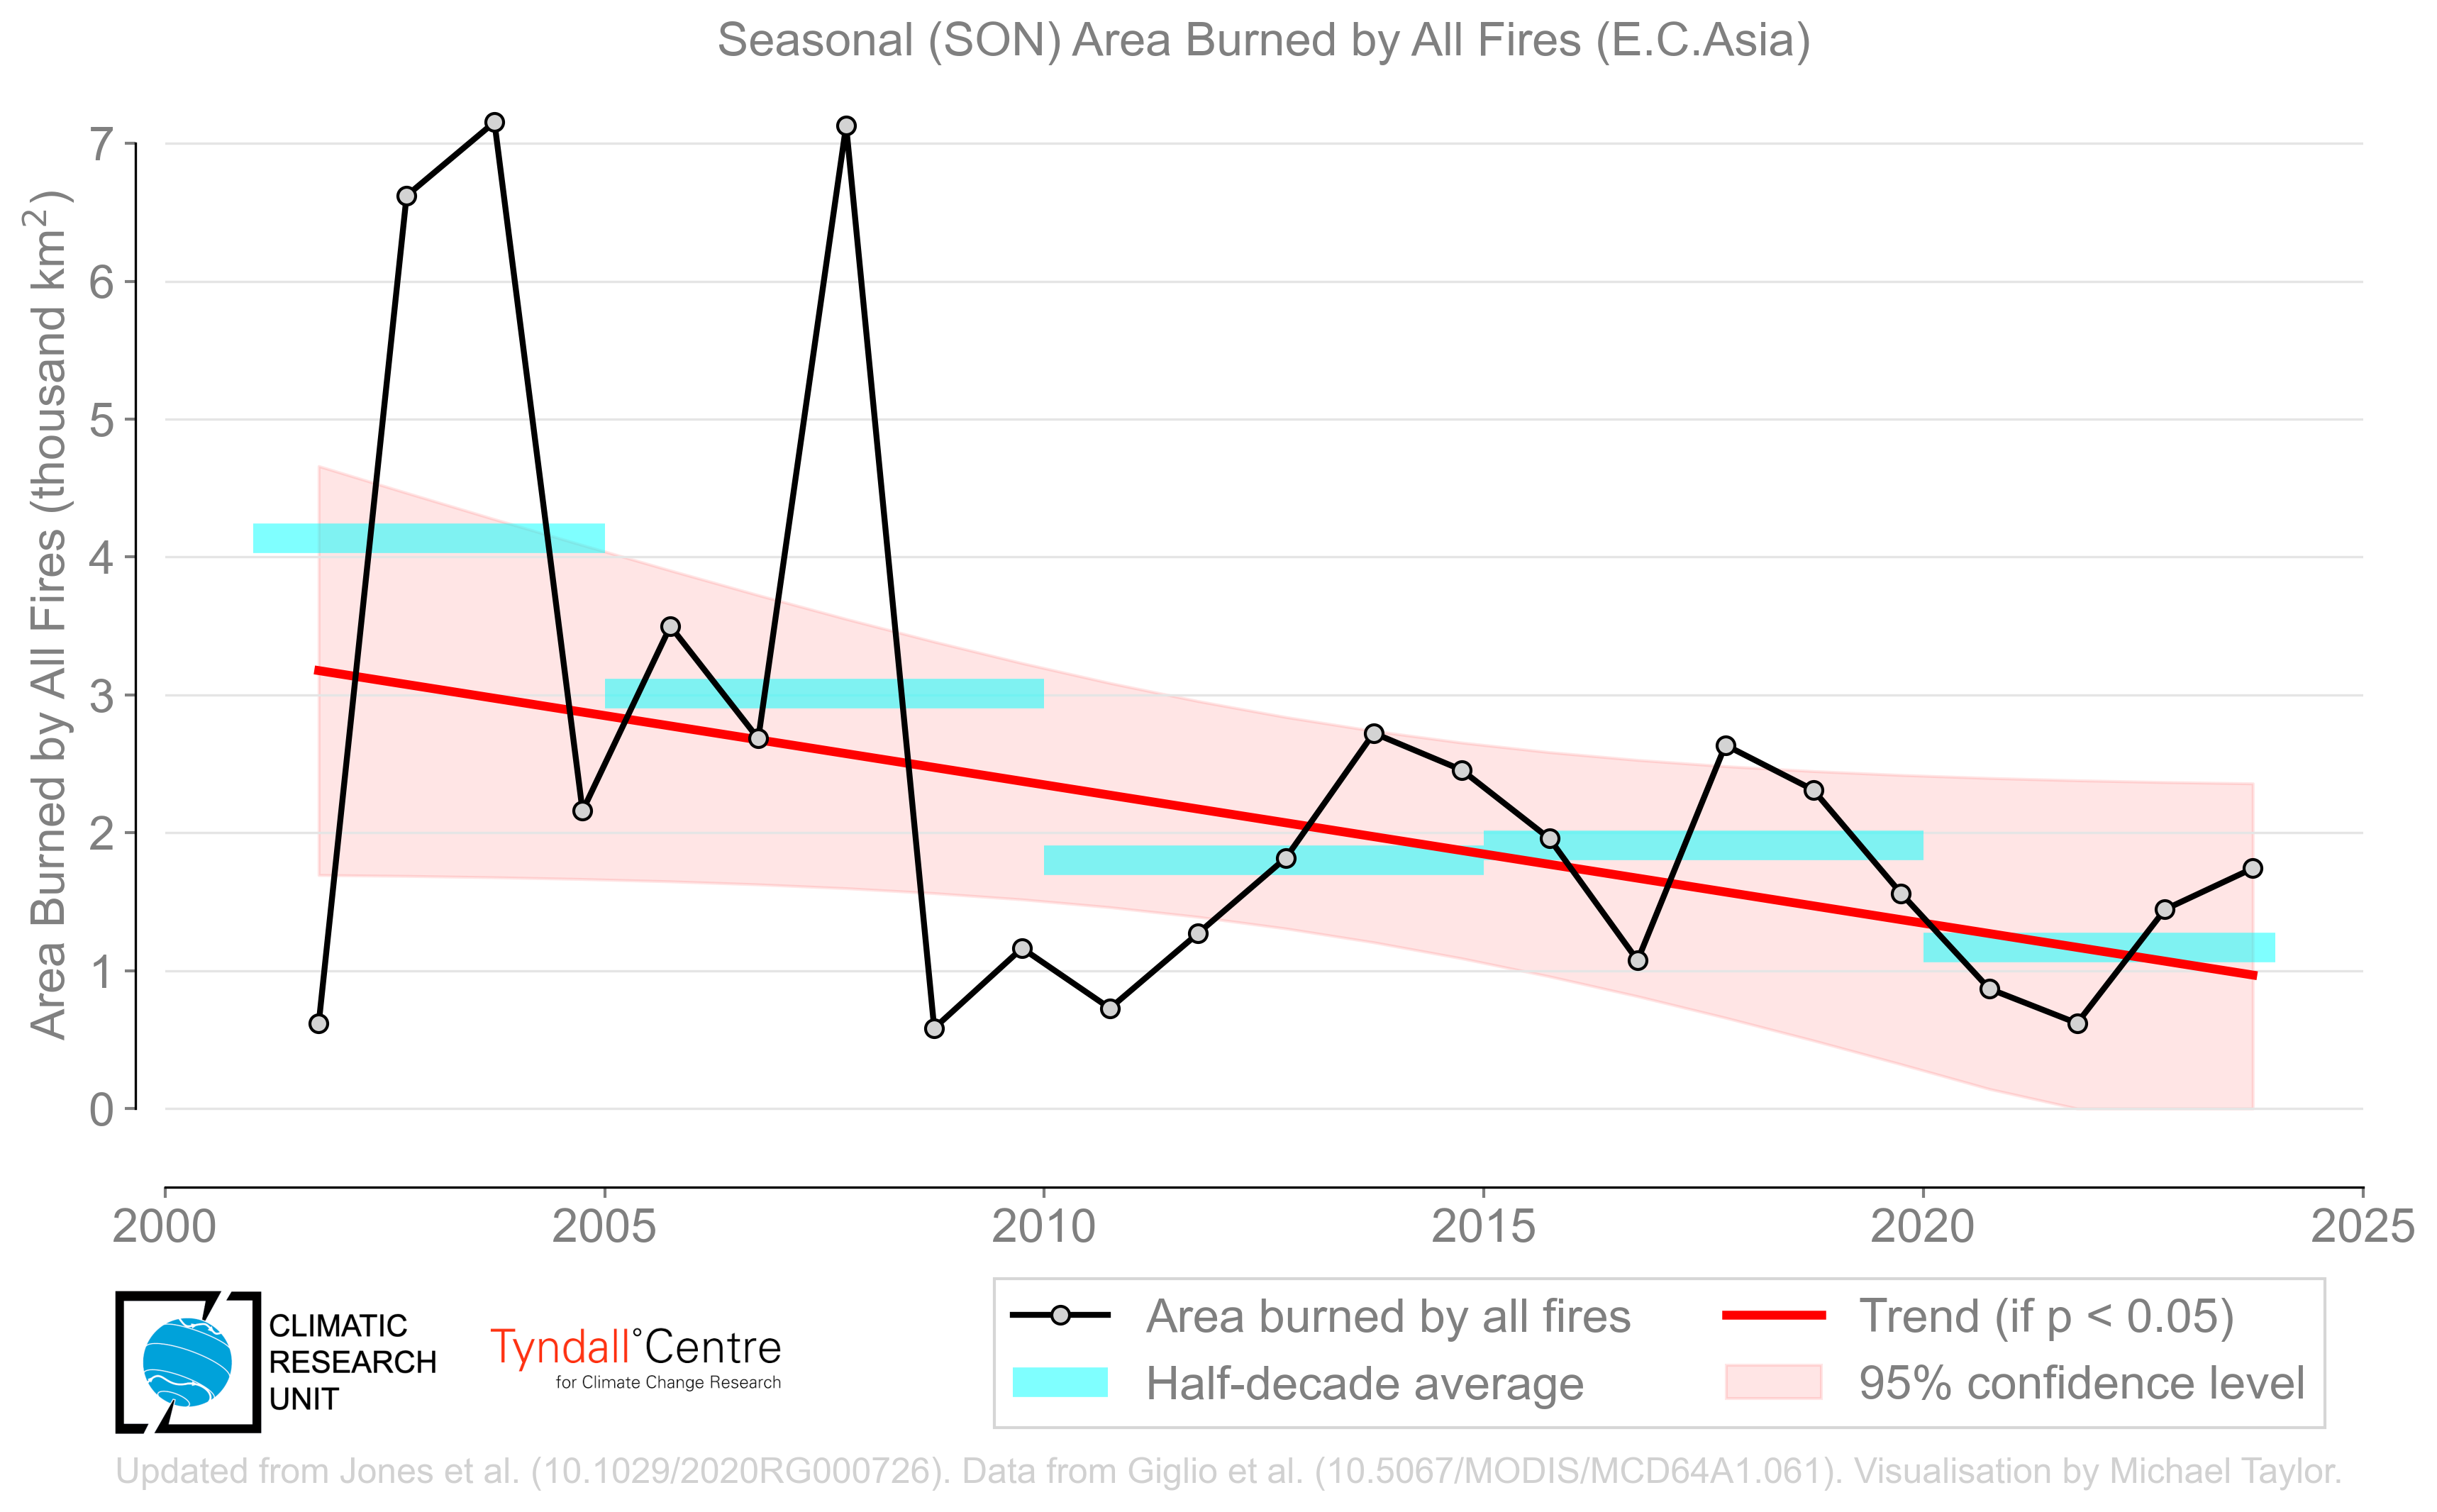 Seasonal (SON) Area Burned by All Fires (E.C.Asia)
Area Burned by All Fires (thousand km²)
7
6
5
4
3
2
1
0
2000 2005 2010 2015 2020 2025
CLIMATIC
RESEARCH
UNIT
Tyndall°Centre
for Climate Change Research
Area burned by all fires
Half-decade average
Trend (if p < 0.05)
95% confidence level
Updated from Jones et al. (10.1029/2020RG000726). Data from Giglio et al. (10.5067/MODIS/MCD64A1.061). Visualisation by Michael Taylor.